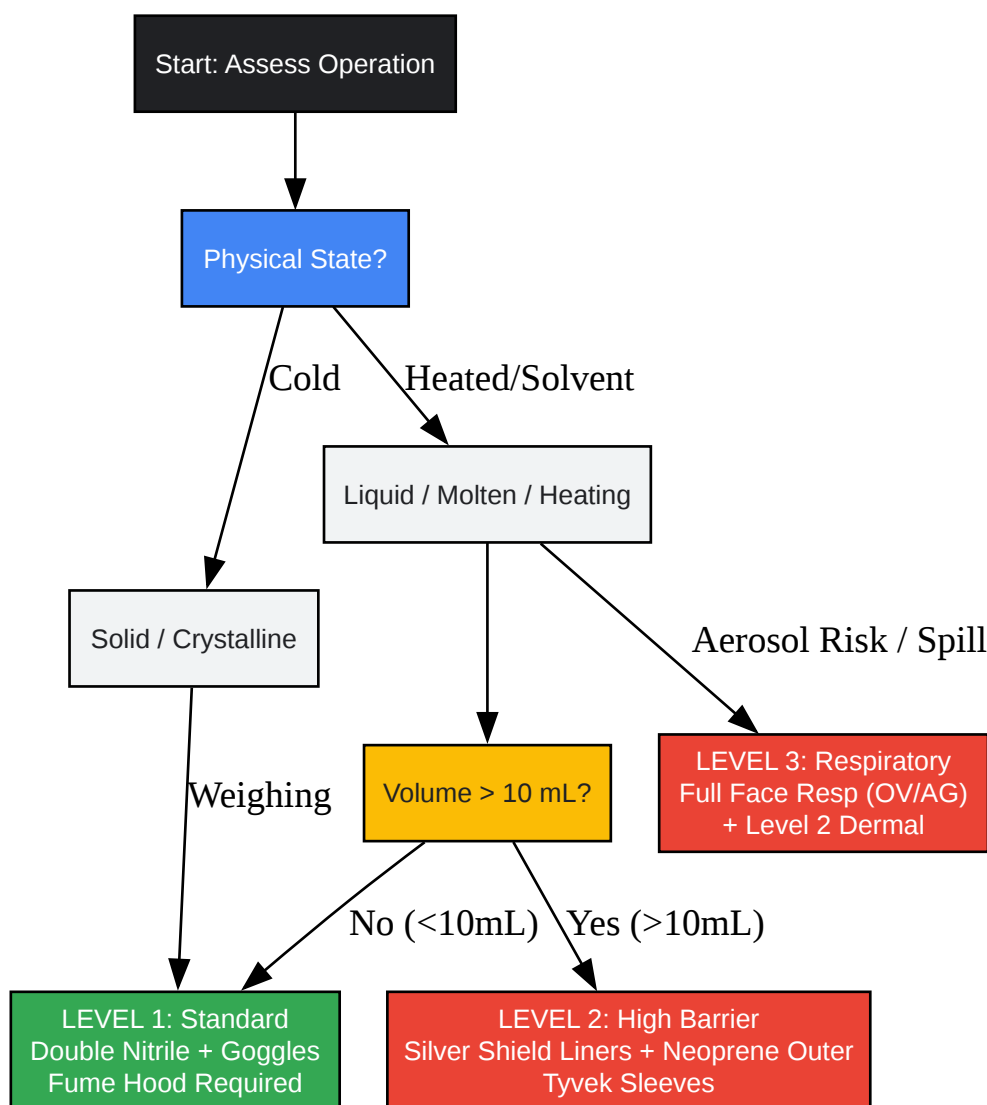 Start: Assess Operation
Physical State?
Cold
Heated/Solvent
Liquid / Molten / Heating
Solid / Crystalline
Aerosol Risk / Spill
Weighing
Volume > 10 mL?
LEVEL 3: Respiratory
Full Face Resp (OV/AG)
+ Level 2 Dermal
No (<10mL)
Yes (>10mL)
LEVEL 1: Standard
Double Nitrile + Goggles
Fume Hood Required
LEVEL 2: High Barrier
Silver Shield Liners + Neoprene Outer
Tyvek Sleeves